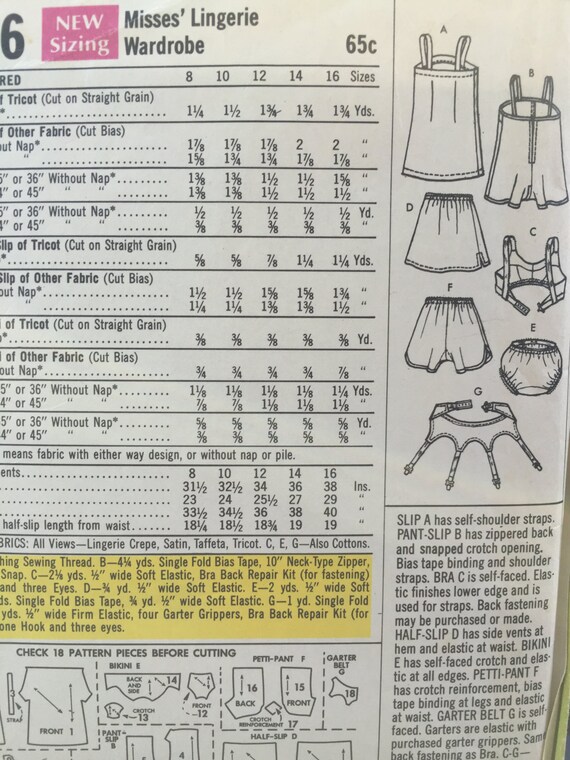 6 NEW Sizing Misses' Lingerie Wardrobe 65c
RED 8 10 12 14 16 Sizes
f Tricot (Cut on Straight Grain)
*.......... 1¼ 1½ 1¾ 1¾ 1¾ Yds.
f Other Fabric (Cut Bias)
out Nap*.......... 1⅞ 1⅞ 1⅞ 2 2 "
" 1⅝ 1¾ 1¾ 1⅞ 1⅞ "
5" or 36" Without Nap*........ 1⅜ 1⅜ 1½ 1½ 1⅝ "
4" or 45" " " ........ 1⅜ 1⅜ 1½ 1½ 1½ "
5" or 36" Without Nap*........ ½ ½ ½ ½ ½ Yd.
4" or 45" " " ........ ⅜ ⅜ ⅜ ⅜ ⅜ "
Slip of Tricot (Cut on Straight Grain)
*.......... ⅝ ⅝ ⅞ 1¼ 1¼ Yds.
Slip of Other Fabric (Cut Bias)
out Nap*.......... 1½ 1½ 1⅝ 1⅝ 1¾ "
" .......... 1¼ 1¼ 1⅜ 1⅜ 1½ "
of Tricot (Cut on Straight Grain)
*.......... ⅜ ⅜ ⅜ ⅜ ⅜ Yd.
of Other Fabric (Cut Bias)
out Nap*.......... ¾ ¾ ¾ ¾ ⅞ "
5" or 36" Without Nap*........ 1⅛ 1⅛ 1⅛ 1⅛ 1¼ Yds.
4" or 45" " " ........ ⅞ ⅞ 1⅛ 1⅛ 1⅛ "
5" or 36" Without Nap*........ ⅝ ⅝ ⅝ ⅝ ⅝ Yd.
4" or 45" " " ........ ⅜ ⅜ ⅜ ⅜ ⅜ "
means fabric with either way design, or without nap or pile.
ents 8 10 12 14 16
31½ 32½ 34 36 38 Ins.
23 24 25½ 27 29 "
33½ 34½ 36 38 40 "
half-slip length from waist..... 18¼ 18½ 18¾ 19 19 "
BRICS: All Views—Lingerie Crepe, Satin, Taffeta, Tricot. C, E, G—Also Cottons.
hing Sewing Thread. B—4¼ yds. Single Fold Bias Tape, 10" Neck-Type Zipper,
Snap. C—2⅛ yds. ½" wide Soft Elastic, Bra Back Repair Kit (for fastening)
and three Eyes. D—¾ yd. ½" wide Soft Elastic. E—2 yds. ½" wide Soft
ds. Single Fold Bias Tape, ¾ yd. ½" wide Soft Elastic. G—1 yd. Single Fold
yds. ½" wide Firm Elastic, four Garter Grippers, Bra Back Repair Kit (for
one Hook and three eyes.
CHECK 18 PATTERN PIECES BEFORE CUTTING
STRAP
FRONT 1
BIKINI E
BACK AND SIDE
14
CROTCH
13
FRONT
12
PANT-SLIP B
5
4
PETTI-PANT F
16
BACK
15
FRONT
CROTCH REINFORCEMENT
17
HALF-SLIP D
GARTER BELT G
18
A
B
D
C
F
E
G
SLIP A has self-shoulder straps.
PANT-SLIP B has zippered back
and snapped crotch opening.
Bias tape binding and shoulder
straps. BRA C is self-faced. Elas-
tic finishes lower edge and is
used for straps. Back fastening
may be purchased or made.
HALF-SLIP D has side vents at
hem and elastic at waist. BIKINI
E has self-faced crotch and elas-
tic at all edges. PETTI-PANT F
has crotch reinforcement, bias
tape binding at legs and elastic
at waist. GARTER BELT G is self-
faced. Garters are elastic with
purchased garter grippers. Sam
back fastening as Bra. C-G—